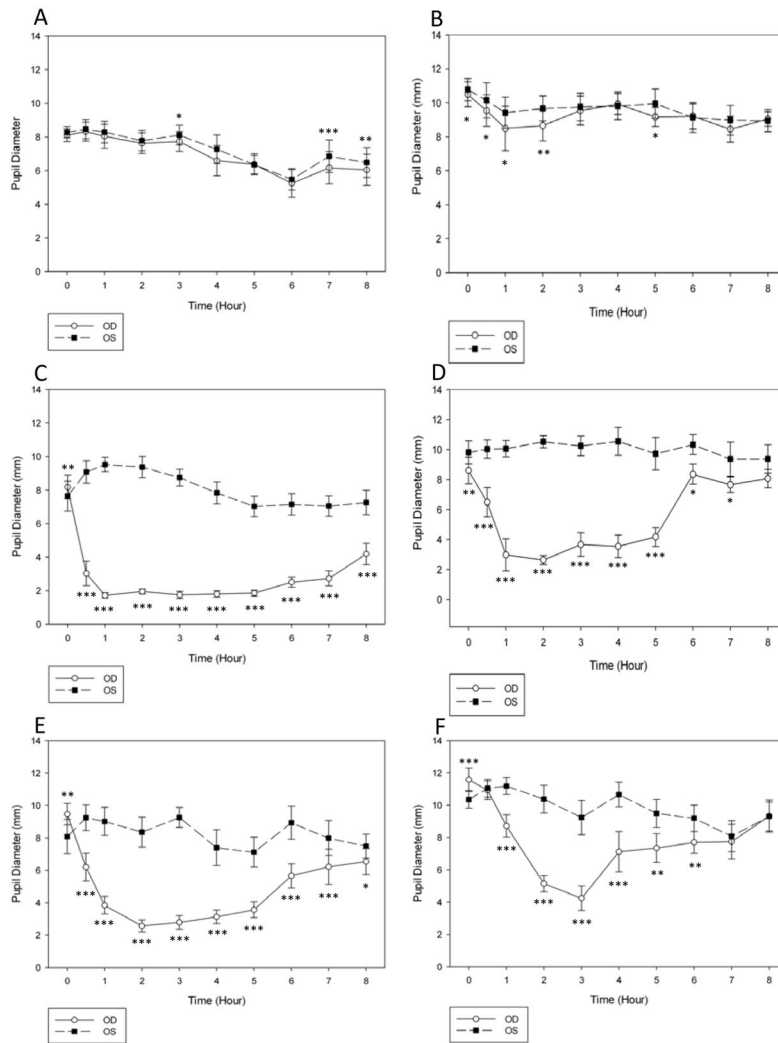 A
14
12
10
8
6
4
2
0
Pupil Diameter
* *** **
0 1 2 3 4 5 6 7 8
Time (Hour)
OD
OS
B
14
12
10
8
6
4
2
0
Pupil Diameter (mm)
* * * ** *
0 1 2 3 4 5 6 7 8
Time (Hour)
OD
OS
C
14
12
10
8
6
4
2
0
Pupil Diameter (mm)
** *** *** *** *** *** *** *** *** ***
0 1 2 3 4 5 6 7 8
Time (Hour)
OD
OS
D
14
12
10
8
6
4
2
0
Pupil Diameter (mm)
** *** *** *** *** *** *** * *
0 1 2 3 4 5 6 7 8
Time (Hour)
OD
OS
E
14
12
10
8
6
4
2
0
Pupil Diameter (mm)
** *** *** *** *** *** *** *** *** *
0 1 2 3 4 5 6 7 8
Time (Hour)
OD
OS
F
14
12
10
8
6
4
2
0
Pupil Diameter (mm)
*** *** *** *** *** ** **
0 1 2 3 4 5 6 7 8
Time (Hour)
OD
OS